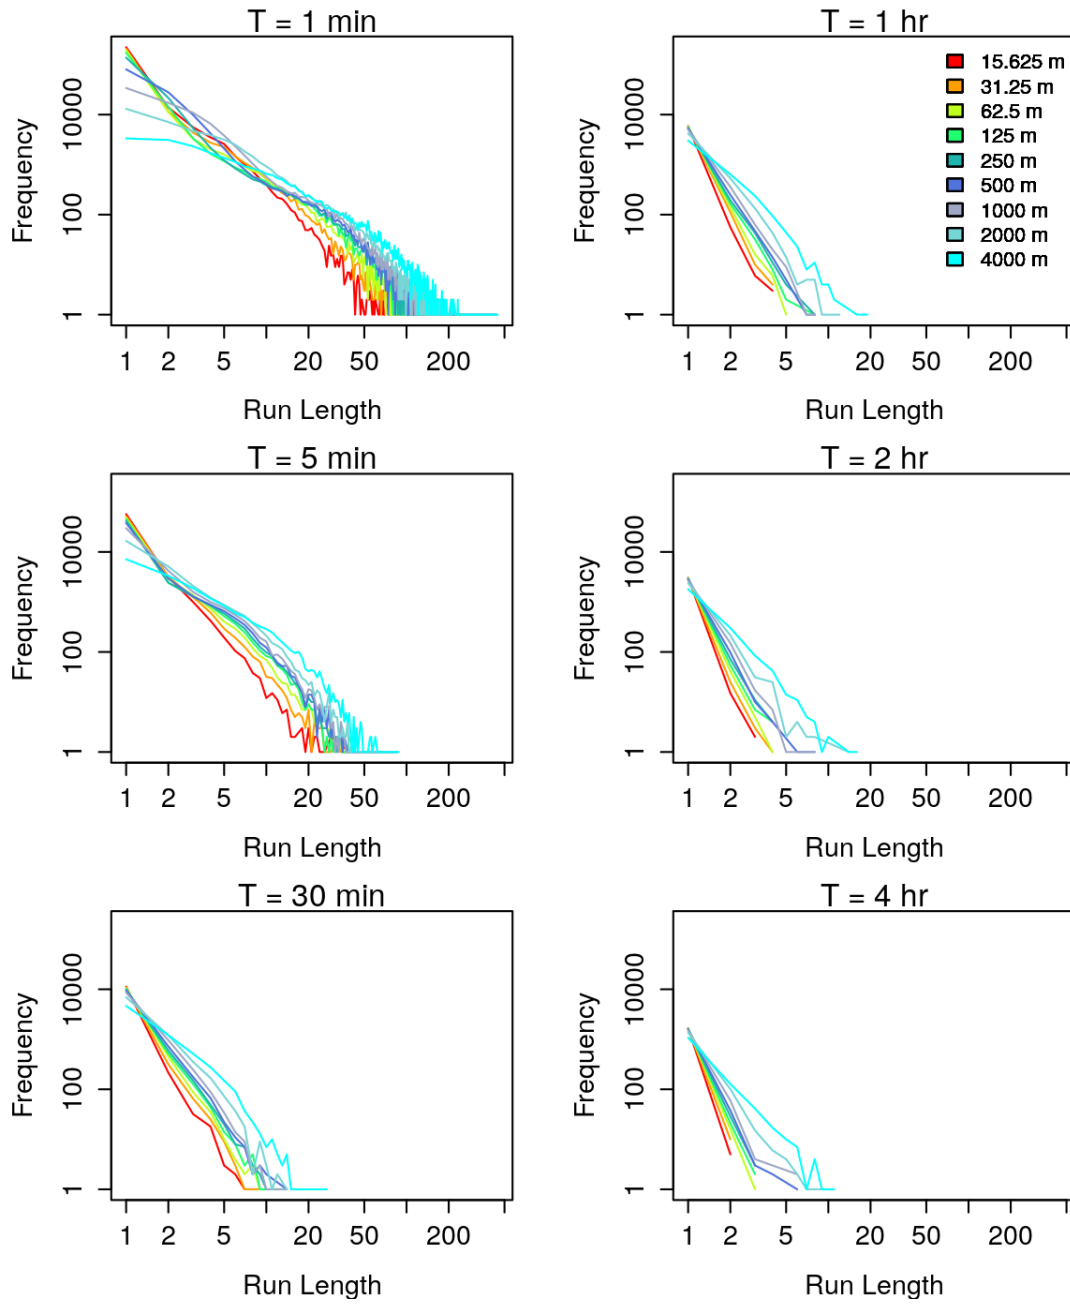 T = 1 min
Frequency
1
100
10000
1 2 5 20 50 200
Run Length
T = 1 hr
Frequency
1
100
10000
15.625 m
31.25 m
62.5 m
125 m
250 m
500 m
1000 m
2000 m
4000 m
1 2 5 20 50 200
Run Length
T = 5 min
Frequency
1
100
10000
1 2 5 20 50 200
Run Length
T = 2 hr
Frequency
1
100
10000
1 2 5 20 50 200
Run Length
T = 30 min
Frequency
1
100
10000
1 2 5 20 50 200
Run Length
T = 4 hr
Frequency
1
100
10000
1 2 5 20 50 200
Run Length